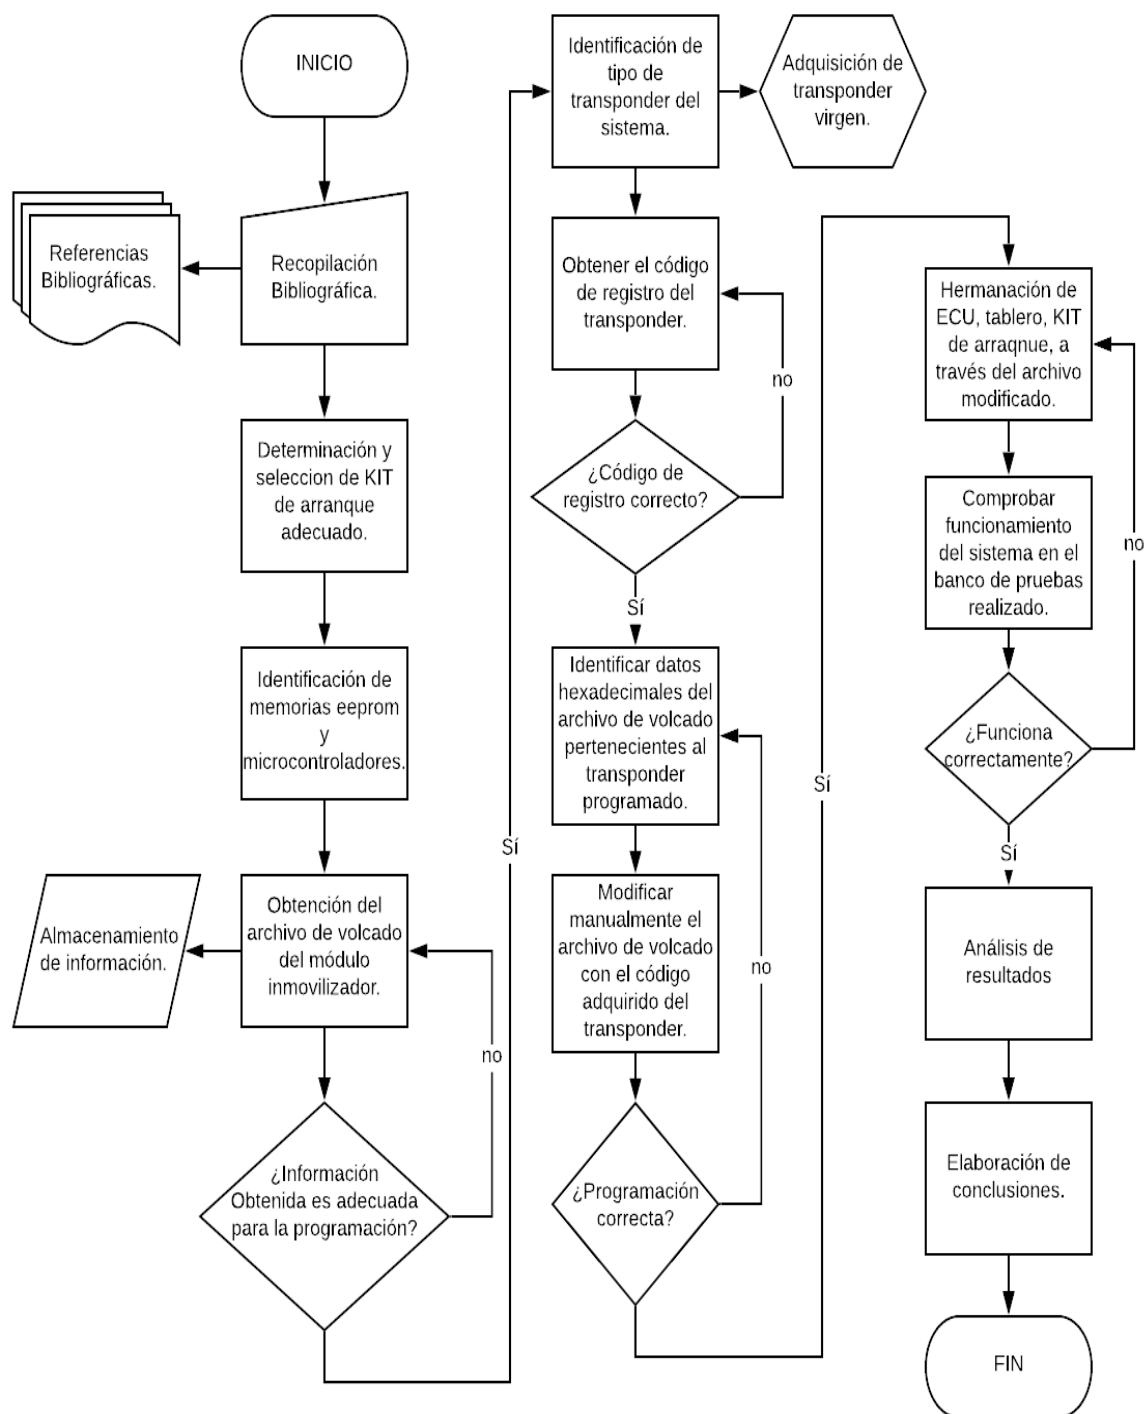 INICIO
Referencias
Bibliográficas.
Recopilación
Bibliográfica.
Determinación y
seleccion de KIT
de arranque
adecuado.
Identificación de
memorias eeprom
y
microcontroladores.
Almacenamiento
de información.
Obtención del
archivo de volcado
del módulo
inmovilizador.
no
¿Información
Obtenida es adecuada
para la programación?
Sí
Identificación de
tipo de
transponder del
sistema.
Adquisición de
transponder
virgen.
Obtener el código
de registro del
transponder.
no
¿Código de
registro correcto?
Sí
Identificar datos
hexadecimales del
archivo de volcado
pertenecientes al
transponder
programado.
Modificar
manualmente el
archivo de volcado
con el código
adquirido del
transponder.
no
¿Programación
correcta?
Sí
Hermanación de
ECU, tablero, KIT
de arraqnue, a
través del archivo
modificado.
Comprobar
funcionamiento
del sistema en el
banco de pruebas
realizado.
no
¿Funciona
correctamente?
Sí
Análisis de
resultados
Elaboración de
conclusiones.
FIN